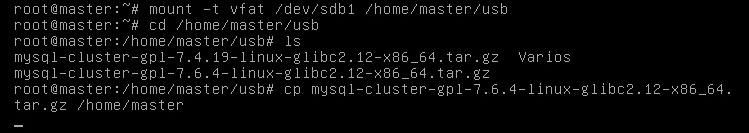 root@master:~# mount -t vfat /dev/sdb1 /home/master/usb
root@master:~# cd /home/master/usb
root@master:/home/master/usb# ls
mysql-cluster-gpl-7.4.19-linux-glibc2.12-x86_64.tar.gz  Varios
mysql-cluster-gpl-7.6.4-linux-glibc2.12-x86_64.tar.gz
root@master:/home/master/usb# cp mysql-cluster-gpl-7.6.4-linux-glibc2.12-x86_64.
tar.gz /home/master